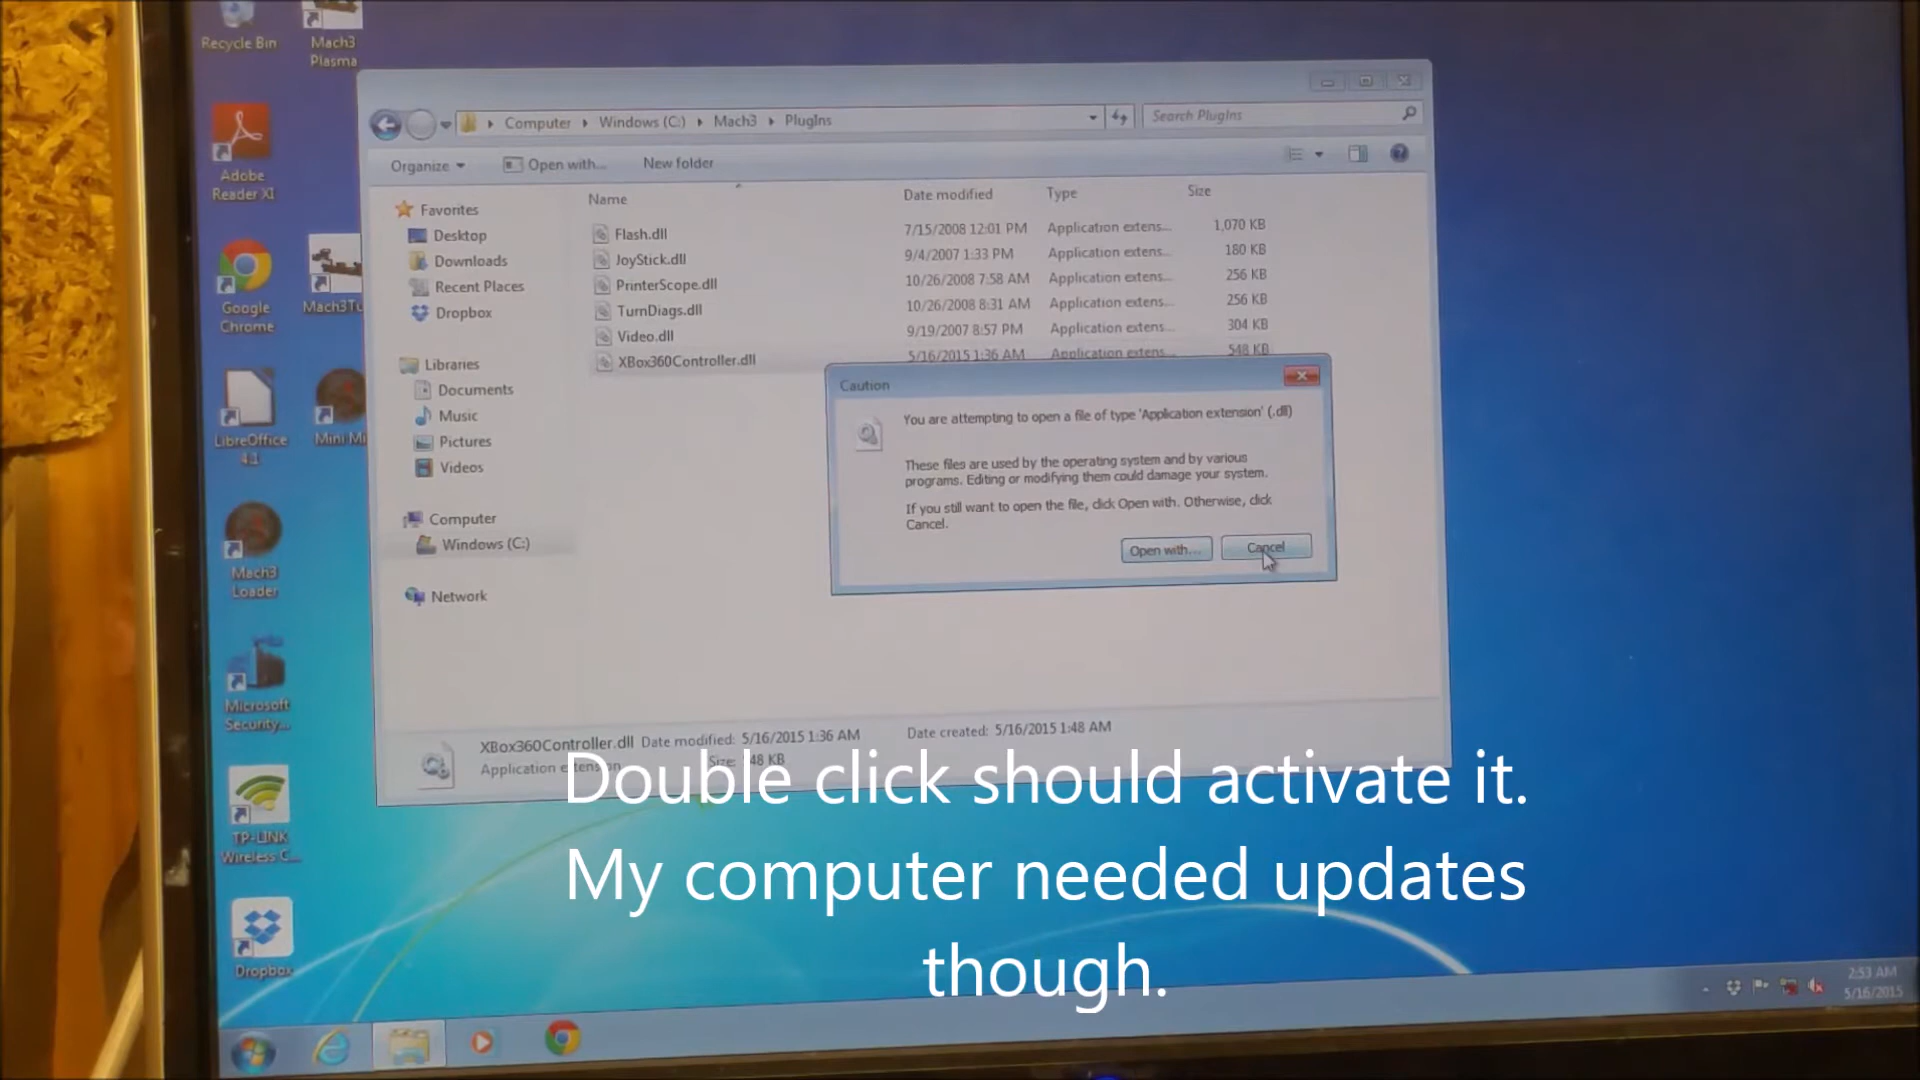 Recycle Bin
Mach3
Plasma
Adobe
Reader XI
Google
Chrome
Mach3Tu
LibreOffice
4.1
Mini Mi
Mach3
Loader
Microsoft
Security...
TP-LINK
Wireless C...
Dropbox
Computer
Windows (C:)
Mach3
PlugIns
Search PlugIns
Organize
Open with...
New folder
Favorites
Desktop
Downloads
Recent Places
Dropbox
Libraries
Documents
Music
Pictures
Videos
Computer
Windows (C:)
Network
Name Date modified Type Size
Flash.dll 7/15/2008 12:01 PM Application extens... 1,070 KB
JoyStick.dll 9/4/2007 1:33 PM Application extens... 180 KB
PrinterScope.dll 10/26/2008 7:58 AM Application extens... 256 KB
TurnDiags.dll 10/26/2008 8:31 AM Application extens... 256 KB
Video.dll 9/19/2007 8:57 PM Application extens... 304 KB
XBox360Controller.dll 5/16/2015 1:36 AM Application extens... 548 KB
Caution
You are attempting to open a file of type 'Application extension' (.dll)
These files are used by the operating system and by various
programs. Editing or modifying them could damage your system.
If you still want to open the file, click Open with. Otherwise, click
Cancel.
Open with... Cancel
XBox360Controller.dll Date modified: 5/16/2015 1:36 AM Date created: 5/16/2015 1:48 AM
Application extension Size: 48 KB
Double click should activate it.
My computer needed updates
though.
2:53 AM
5/16/2015